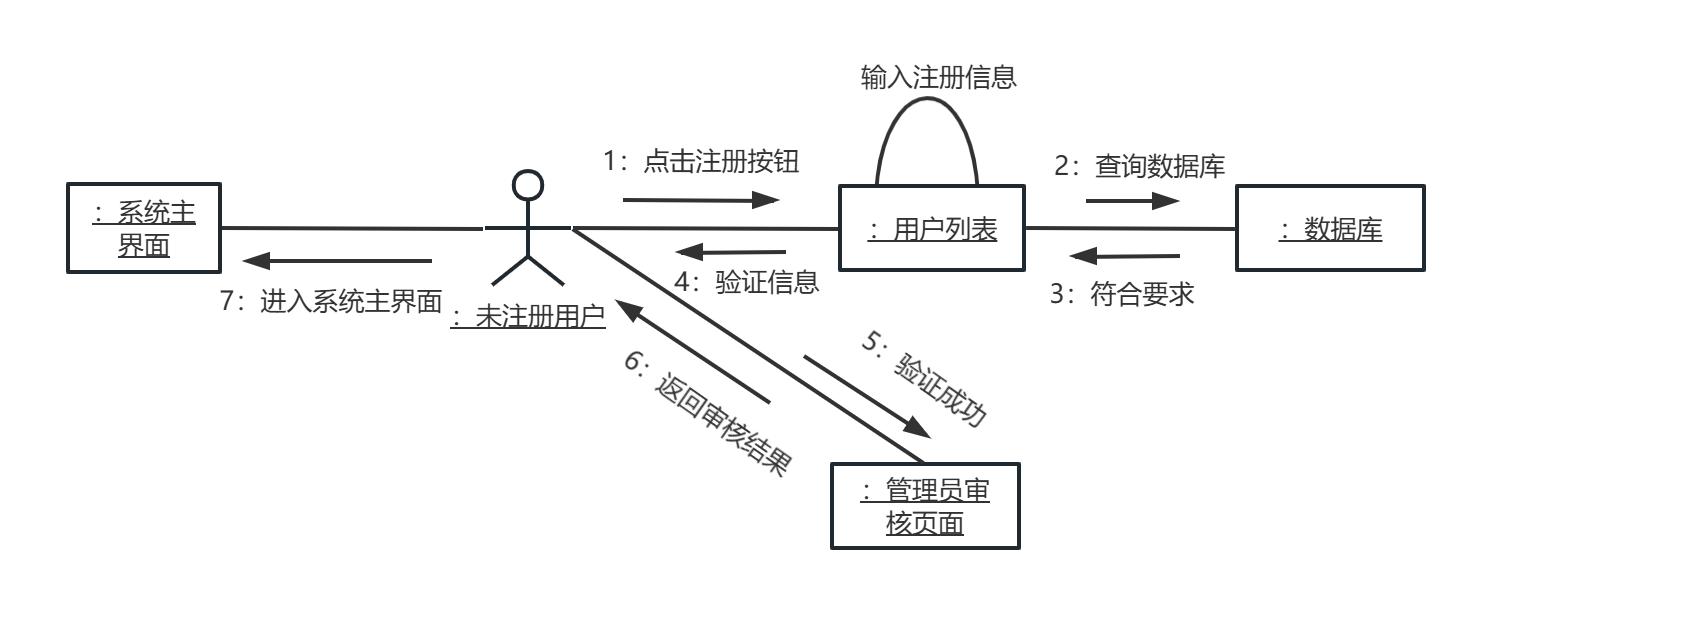 输入注册信息
1：点击注册按钮
2：查询数据库
：系统主
界面
：用户列表
：数据库
4：验证信息
3：符合要求
7：进入系统主界面
：未注册用户
5：验证成功
6：返回审核结果
：管理员审
核页面